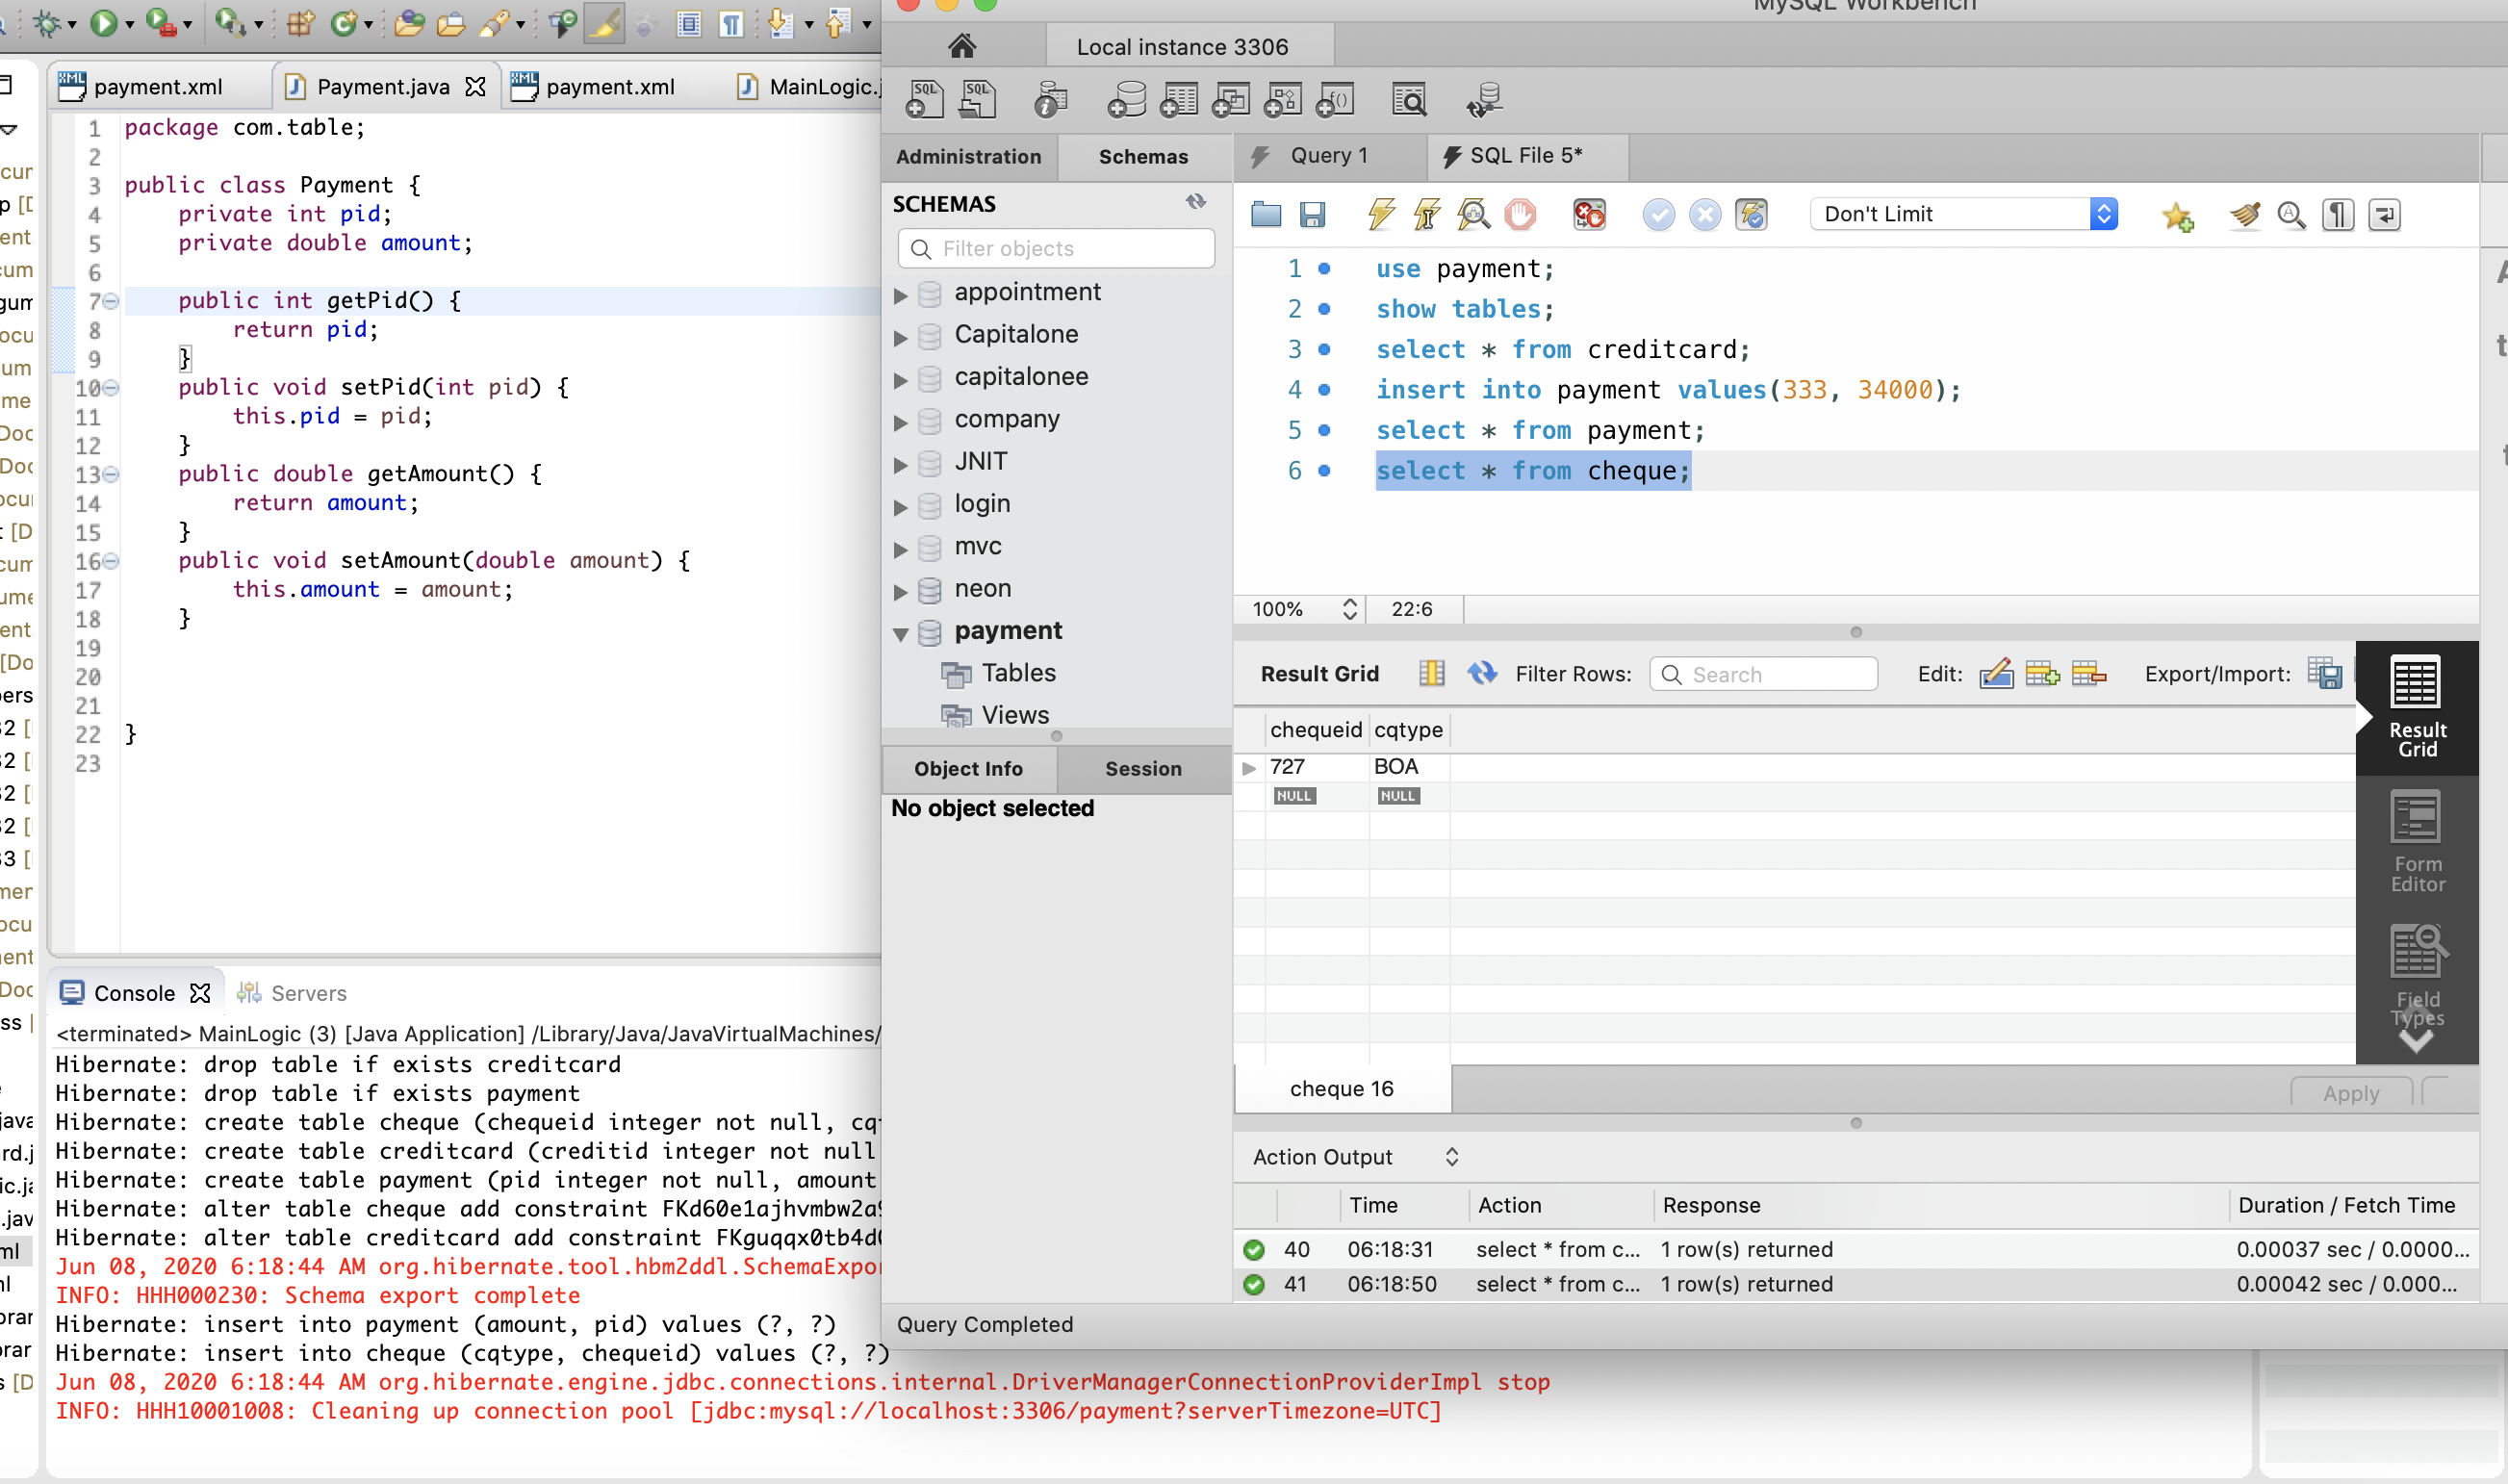 payment.xml
Payment.java
payment.xml
MainLogic.j
1 package com.table;
2
3 public class Payment {
4 private int pid;
5 private double amount;
6
7 public int getPid() {
8 return pid;
9 }
10 public void setPid(int pid) {
11 this.pid = pid;
12 }
13 public double getAmount() {
14 return amount;
15 }
16 public void setAmount(double amount) {
17 this.amount = amount;
18 }
19
20
21
22 }
23
Console
Servers
<terminated> MainLogic (3) [Java Application] /Library/Java/JavaVirtualMachines/
Hibernate: drop table if exists creditcard
Hibernate: drop table if exists payment
Hibernate: create table cheque (chequeid integer not null, cqt
Hibernate: create table creditcard (creditid integer not null
Hibernate: create table payment (pid integer not null, amount
Hibernate: alter table cheque add constraint FKd60e1ajhvmbw2a9
Hibernate: alter table creditcard add constraint FKguqqx0tb4d
Jun 08, 2020 6:18:44 AM org.hibernate.tool.hbm2ddl.SchemaExpor
INFO: HHH000230: Schema export complete
Hibernate: insert into payment (amount, pid) values (?, ?)
Hibernate: insert into cheque (cqtype, chequeid) values (?, ?)
Jun 08, 2020 6:18:44 AM org.hibernate.engine.jdbc.connections.internal.DriverManagerConnectionProviderImpl stop
INFO: HHH10001008: Cleaning up connection pool [jdbc:mysql://localhost:3306/payment?serverTimezone=UTC]
MySQL Workbench
Local instance 3306
Administration
Schemas
Query 1
SQL File 5*
SCHEMAS
Filter objects
appointment
Capitalone
capitalonee
company
JNIT
login
mvc
neon
payment
Tables
Views
Object Info
Session
No object selected
Don't Limit
1 use payment;
2 show tables;
3 select * from creditcard;
4 insert into payment values(333, 34000);
5 select * from payment;
6 select * from cheque;
100%
22:6
Result Grid
Filter Rows:
Search
Edit:
Export/Import:
chequeid cqtype
727 BOA
NULL NULL
Result
Grid
Form
Editor
Field
Types
cheque 16
Apply
Action Output
Time Action Response Duration / Fetch Time
40 06:18:31 select * from c... 1 row(s) returned 0.00037 sec / 0.0000...
41 06:18:50 select * from c... 1 row(s) returned 0.00042 sec / 0.000...
Query Completed